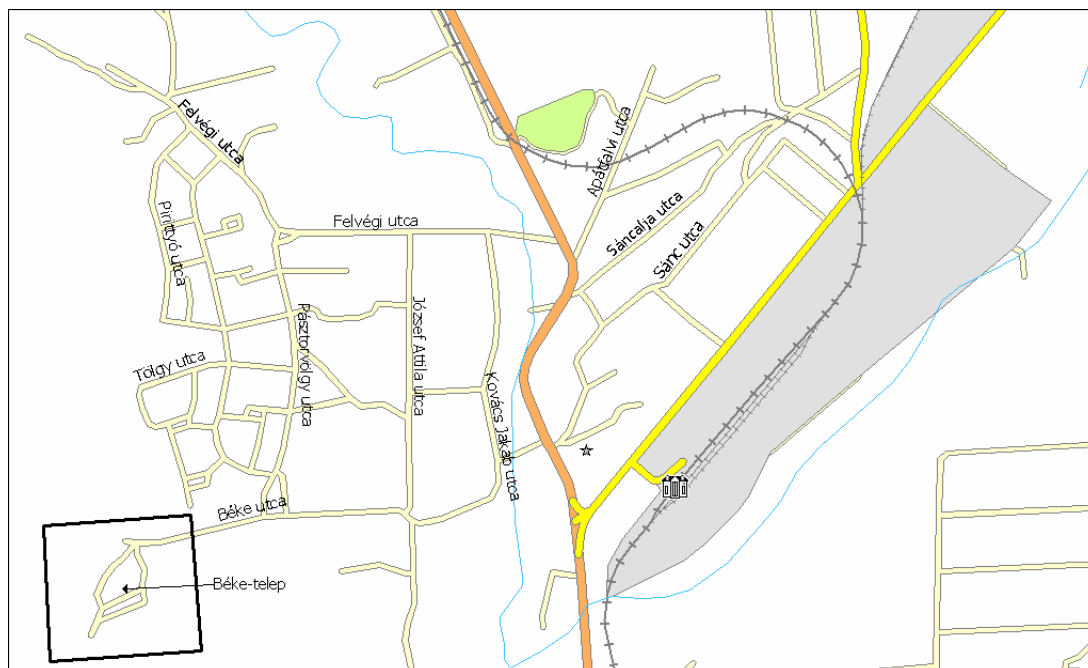 Felvégi utca
Apátfalvi utca
Pirittyó utca
Felvégi utca
Sáncalja utca
Sánc utca
József Attila utca
Pásztorvölgy utca
Tölgy utca
Kovács Jakab utca
Béke utca
Béke-telep